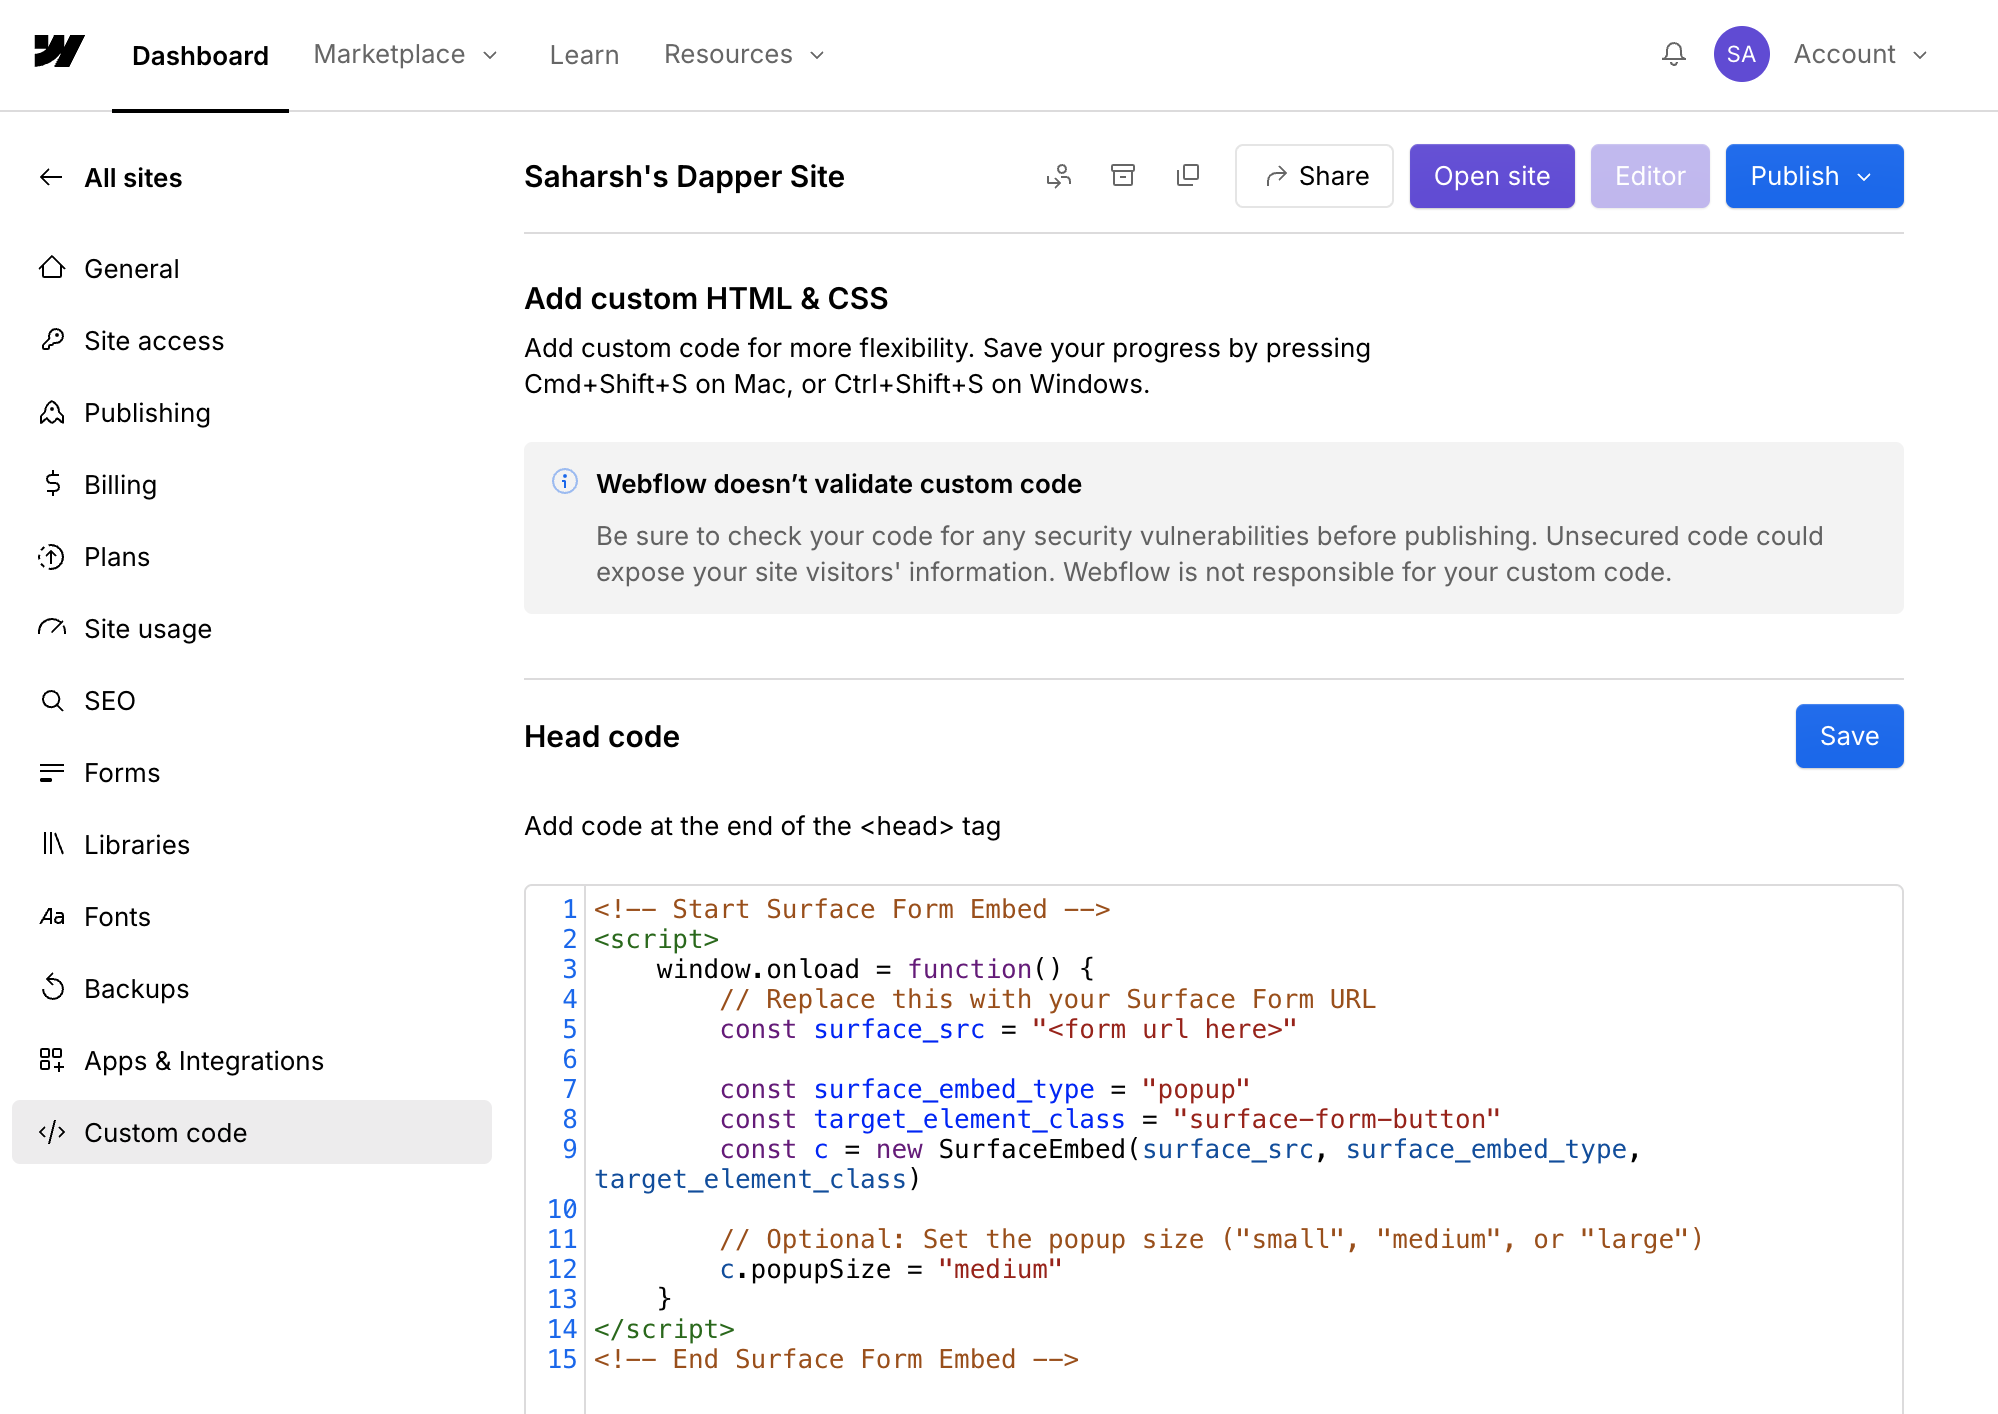 Dashboard
Marketplace
Learn
Resources
SA
Account
All sites
General
Site access
Publishing
Billing
Plans
Site usage
SEO
Forms
Libraries
Aa Fonts
Backups
Apps & Integrations
</> Custom code
Saharsh's Dapper Site
Share
Open site
Editor
Publish
Add custom HTML & CSS
Add custom code for more flexibility. Save your progress by pressing
Cmd+Shift+S on Mac, or Ctrl+Shift+S on Windows.
Webflow doesn’t validate custom code
Be sure to check your code for any security vulnerabilities before publishing. Unsecured code could
expose your site visitors' information. Webflow is not responsible for your custom code.
Head code
Save
Add code at the end of the <head> tag
1 <!-- Start Surface Form Embed -->
2 <script>
3     window.onload = function() {
4         // Replace this with your Surface Form URL
5         const surface_src = "<form url here>"
6
7         const surface_embed_type = "popup"
8         const target_element_class = "surface-form-button"
9         const c = new SurfaceEmbed(surface_src, surface_embed_type,
target_element_class)
10
11         // Optional: Set the popup size ("small", "medium", or "large")
12         c.popupSize = "medium"
13     }
14 </script>
15 <!-- End Surface Form Embed -->